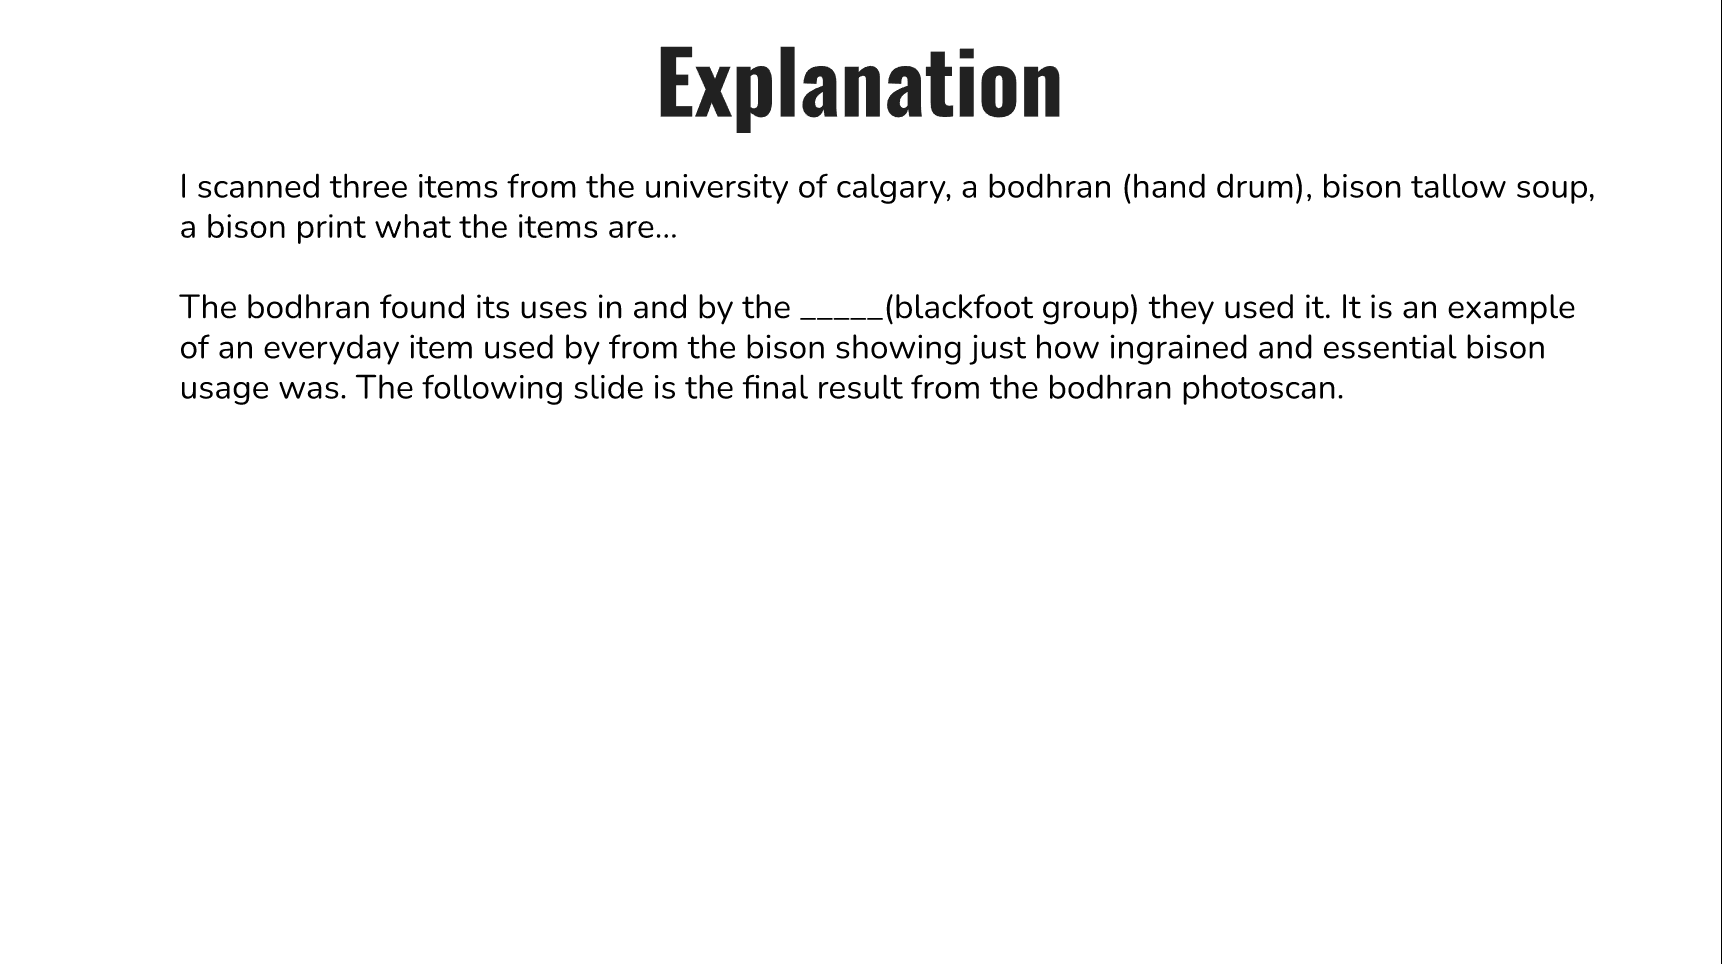 Explanation
I scanned three items from the university of calgary, a bodhran (hand drum), bison tallow soup,
a bison print what the items are...
The bodhran found its uses in and by the _____(blackfoot group) they used it. It is an example
of an everyday item used by from the bison showing just how ingrained and essential bison
usage was. The following slide is the final result from the bodhran photoscan.